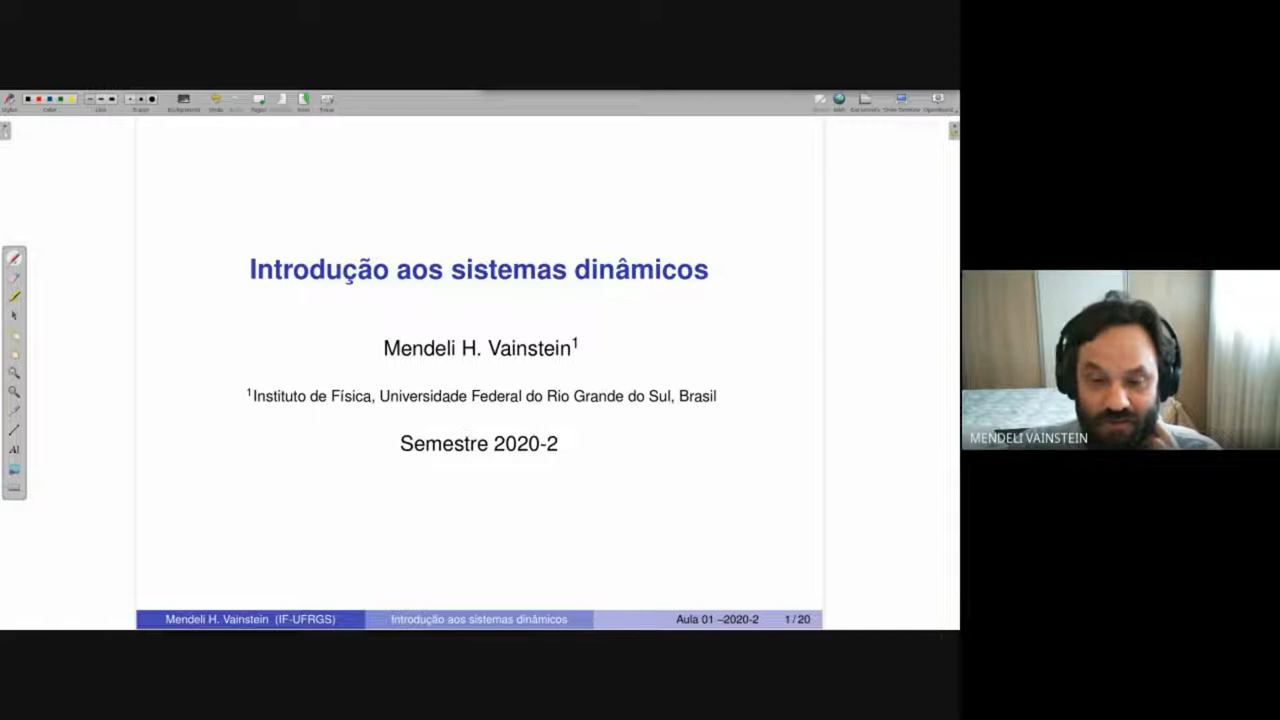 Introdução aos sistemas dinâmicos
Mendeli H. Vainstein¹
¹Instituto de Física, Universidade Federal do Rio Grande do Sul, Brasil
Semestre 2020-2
Mendeli H. Vainstein (IF-UFRGS) Introdução aos sistemas dinâmicos Aula 01 –2020-2 1 / 20
MENDELI VAINSTEIN